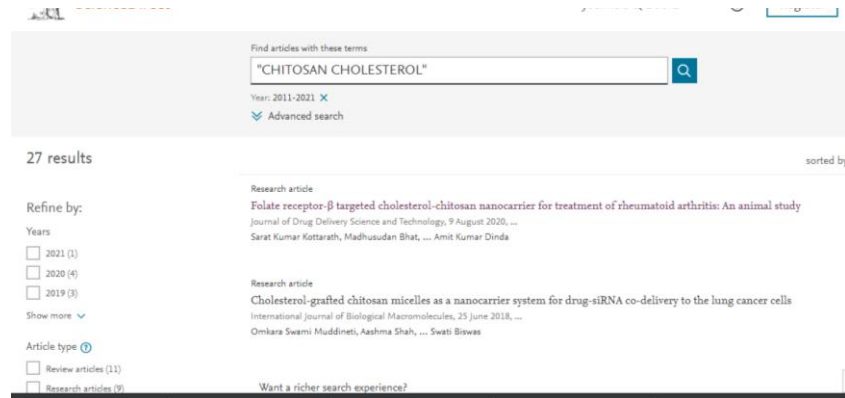 Find articles with these terms
"CHITOSAN CHOLESTEROL"
Year: 2011-2021 ×
Advanced search
27 results
sorted by
Refine by:
Years
2021 (1)
2020 (4)
2019 (3)
Show more
Article type ?
Review articles (11)
Research articles (9)
Research article
Folate receptor-β targeted cholesterol-chitosan nanocarrier for treatment of rheumatoid arthritis: An animal study
Journal of Drug Delivery Science and Technology, 9 August 2020, ...
Sarat Kumar Kottarath, Madhusudan Bhat, ... Amit Kumar Dinda
Research article
Cholesterol-grafted chitosan micelles as a nanocarrier system for drug-siRNA co-delivery to the lung cancer cells
International Journal of Biological Macromolecules, 25 June 2018, ...
Omkara Swami Muddineti, Aashma Shah, ... Swati Biswas
Want a richer search experience?